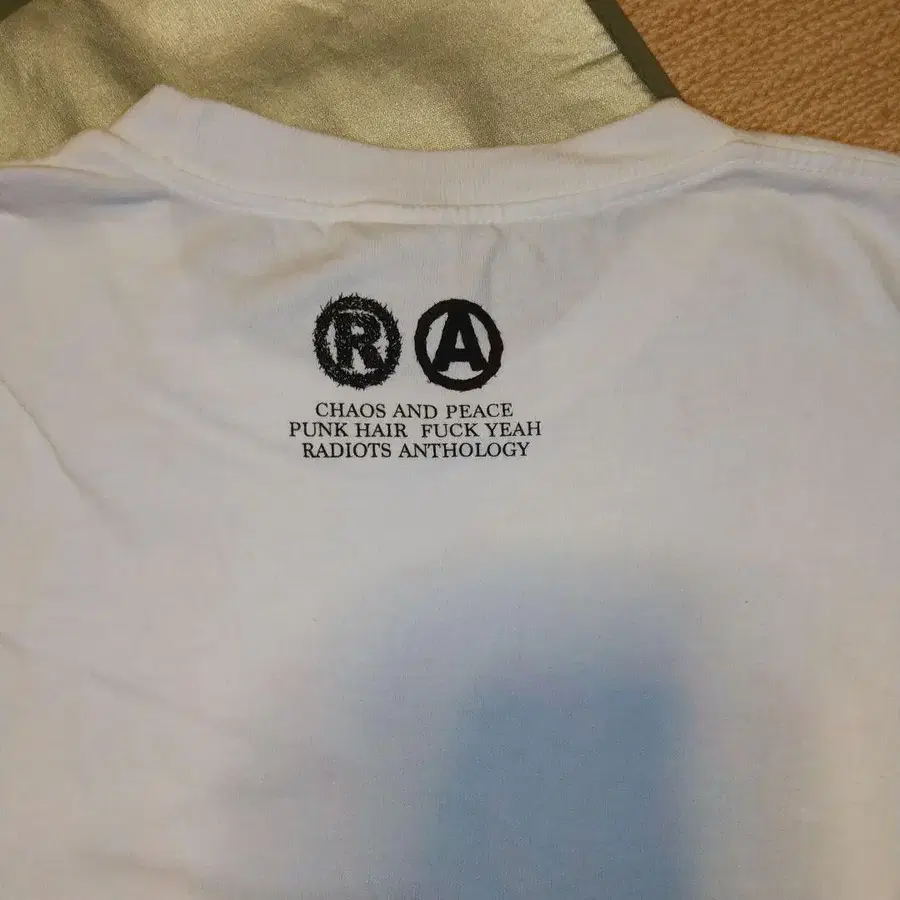 R A
CHAOS AND PEACE
PUNK HAIR FUCK YEAH
RADIOTS ANTHOLOGY